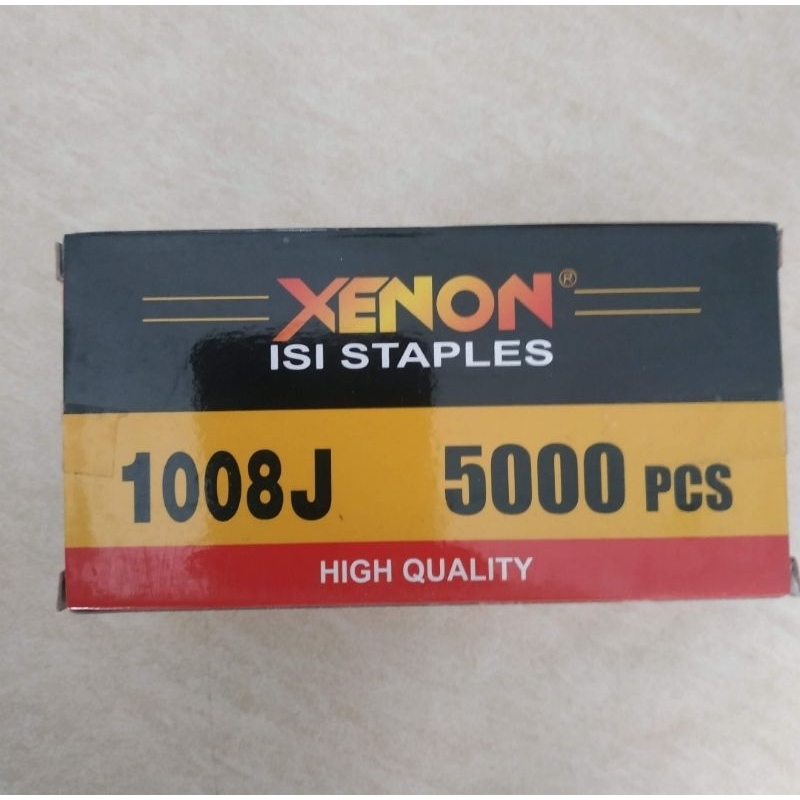 XENON®
ISI STAPLES
1008J 5000 PCS
HIGH QUALITY